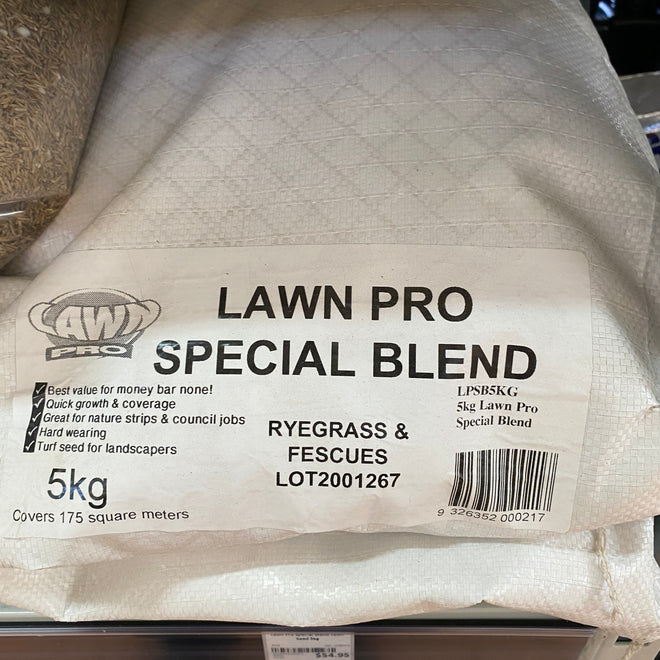 LAWN PRO
LAWN PRO
SPECIAL BLEND
Best value for money bar none!
Quick growth & coverage
Great for nature strips & council jobs
Hard wearing
Turf seed for landscapers
LPSB5KG
5kg Lawn Pro
Special Blend
RYEGRASS &
FESCUES
LOT2001267
5kg
Covers 175 square meters
9 326352 000217
Seed 5kg
$54.95